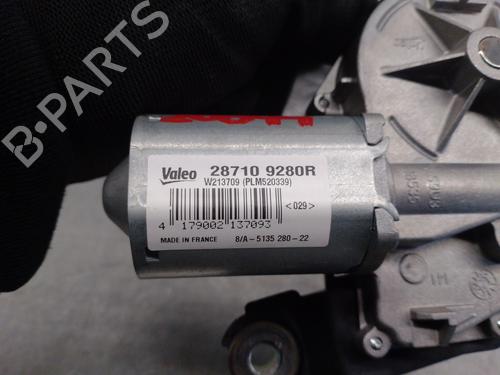 B-PARTS
Valeo 28710 9280R
W213709 (PLM520339)
<029>
4 179002 137093
MADE IN FRANCE 8/A - 5135 280 - 22